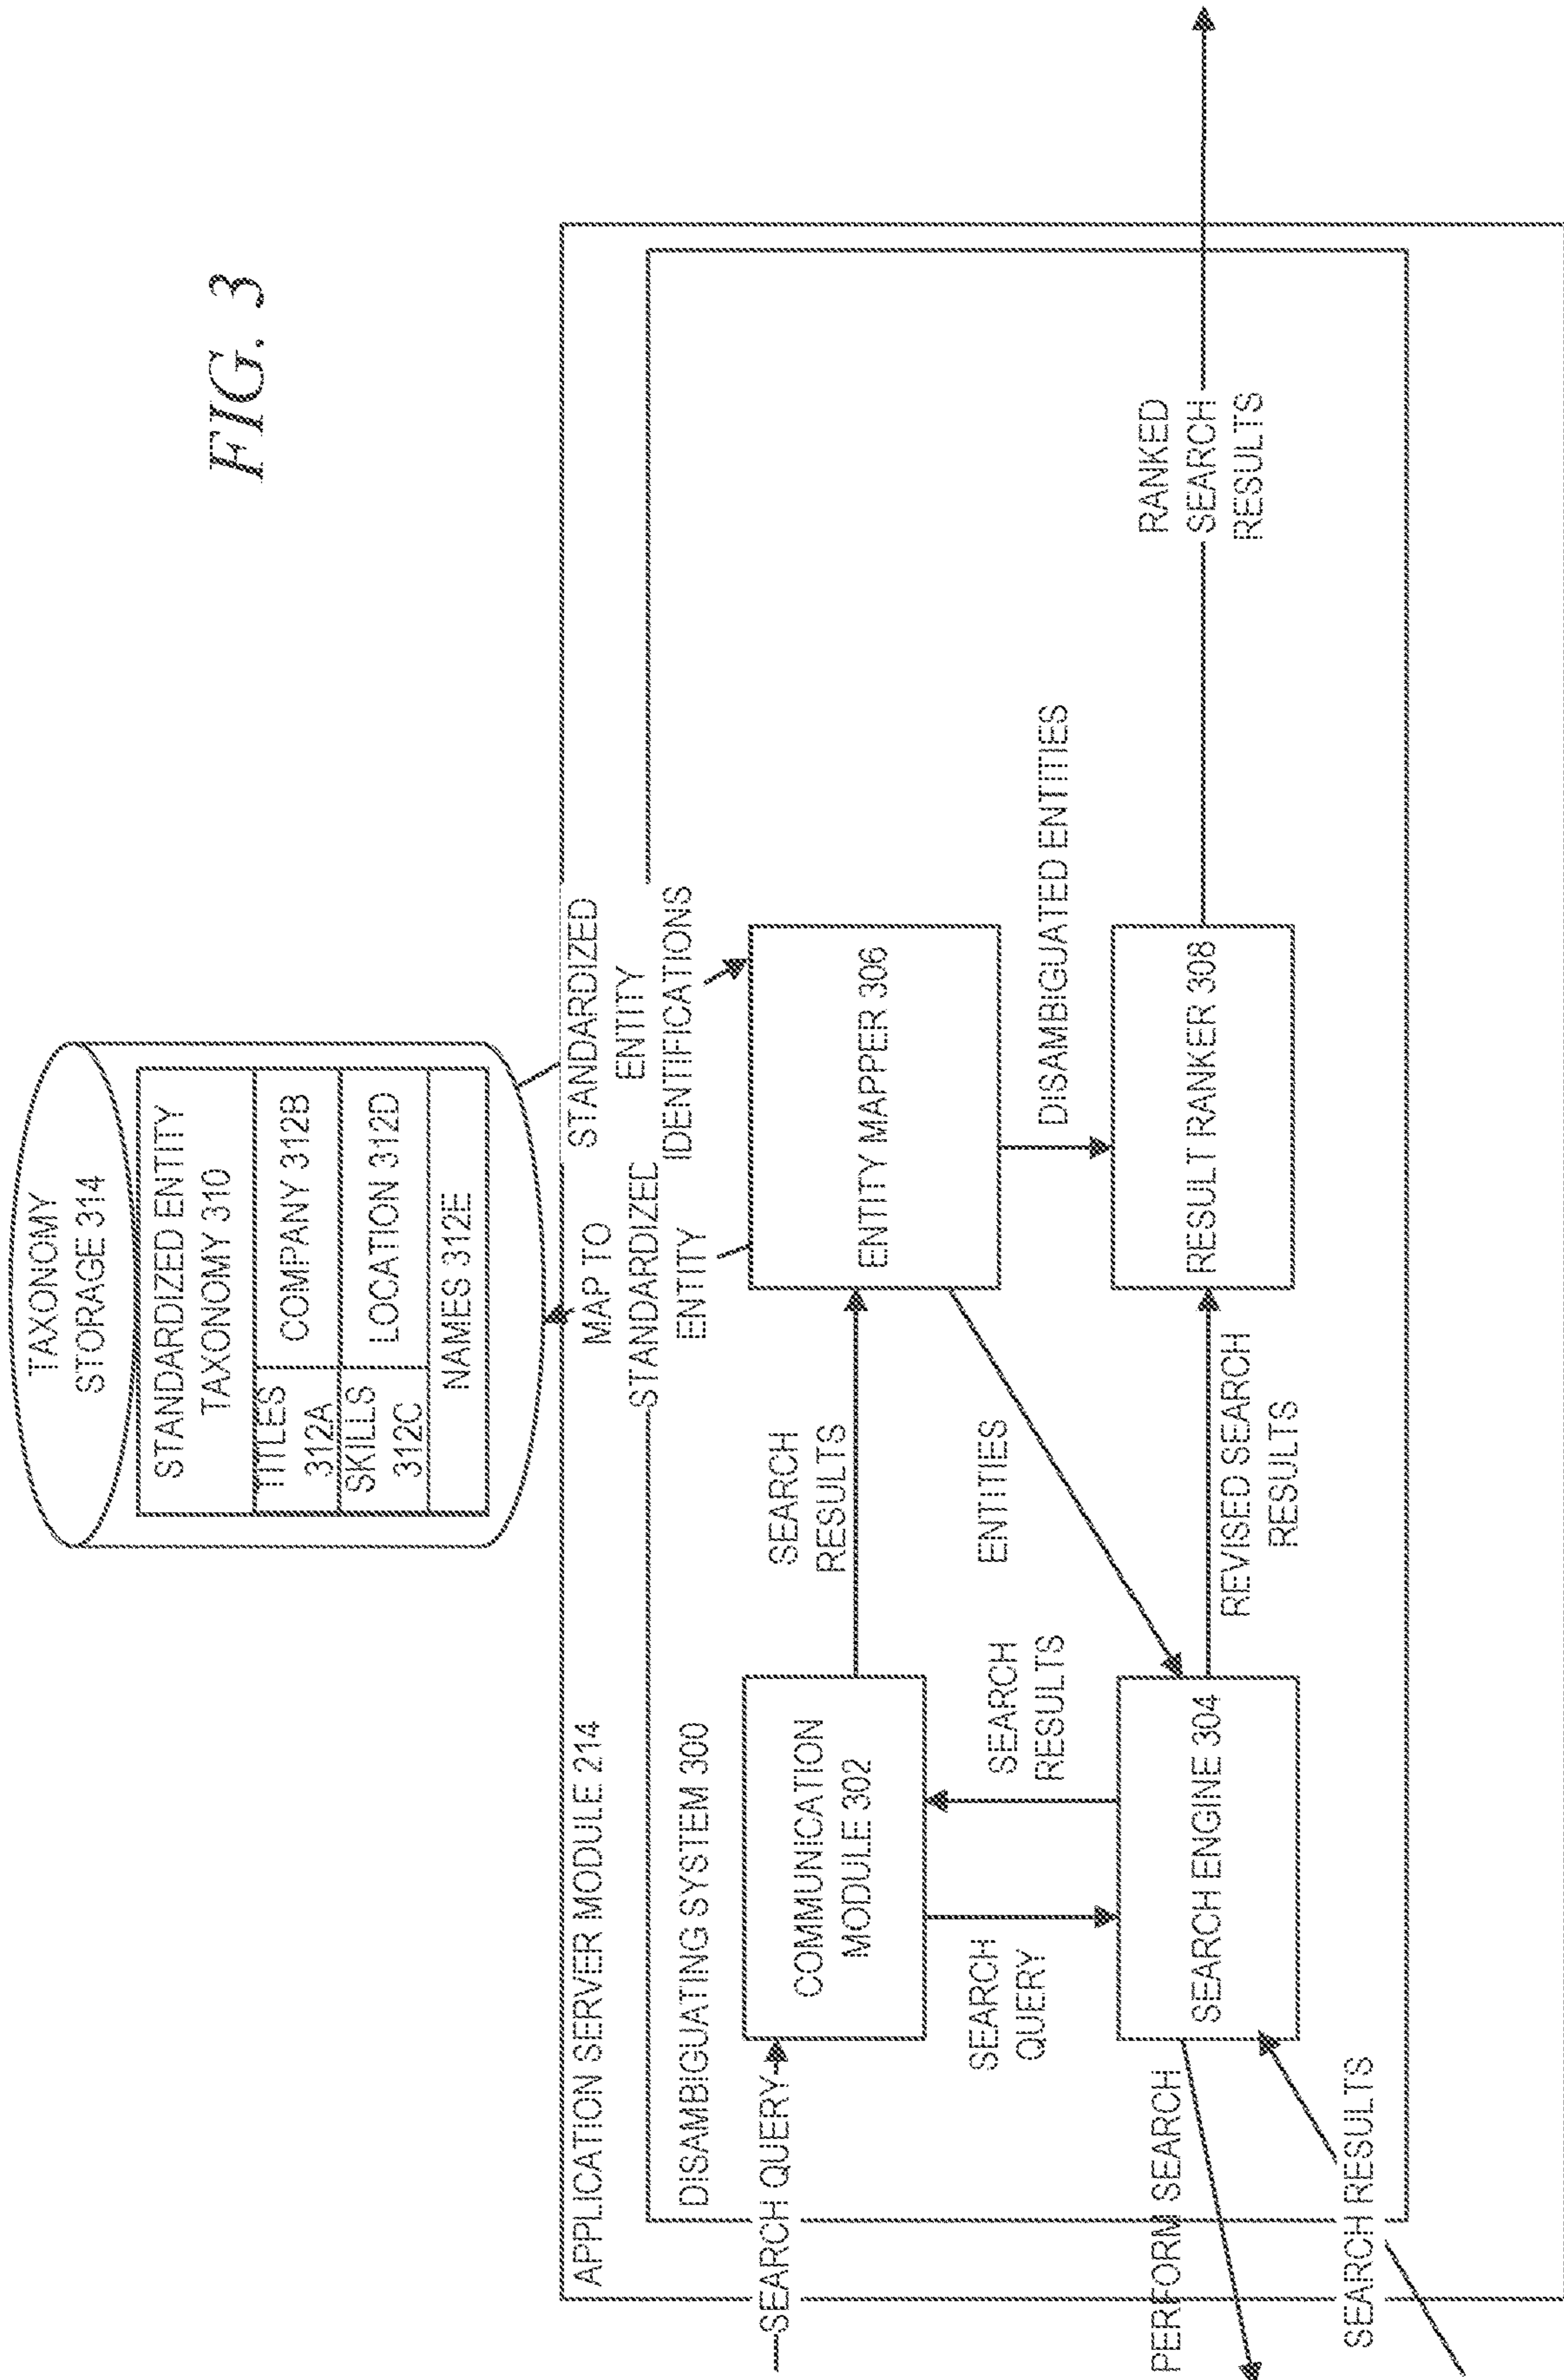 FIG. 3
TAXONOMY
STORAGE 314
STANDARDIZED ENTITY
TAXONOMY 310
TITLES
312A
COMPANY 312B
SKILLS
312C
LOCATION 312D
NAMES 312E
APPLICATION SERVER MODULE 214
MAP TO
STANDARDIZED
ENTITY
STANDARDIZED
ENTITY
IDENTIFICATIONS
DISAMBIGUATING SYSTEM 300
SEARCH QUERY
COMMUNICATION
MODULE 302
SEARCH
RESULTS
ENTITY MAPPER 306
SEARCH
QUERY
SEARCH
RESULTS
ENTITIES
DISAMBIGUATED ENTITIES
PERFORM SEARCH
SEARCH ENGINE 304
REVISED SEARCH
RESULTS
RESULT RANKER 308
RANKED
SEARCH
RESULTS
SEARCH RESULTS